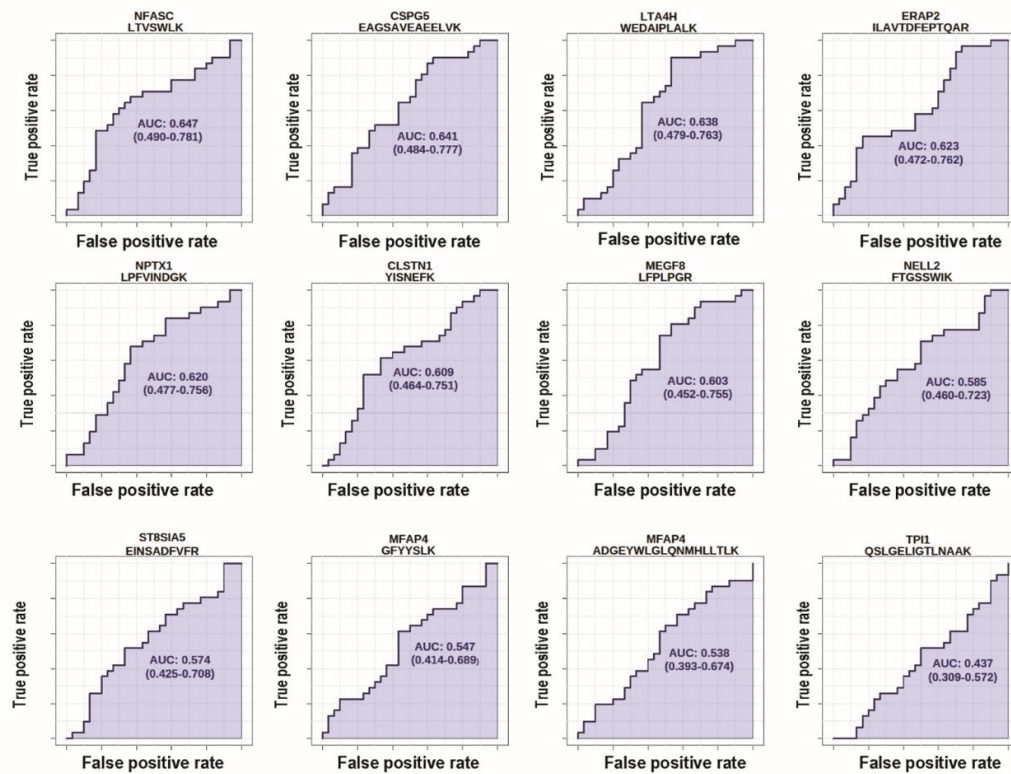 NFASC
LTVSWLK
True positive rate
AUC: 0.647
(0.490-0.781)
False positive rate
CSPG5
EAGSAVEAEELVK
True positive rate
AUC: 0.641
(0.484-0.777)
False positive rate
LTA4H
WEDAIPLALK
True positive rate
AUC: 0.638
(0.479-0.763)
False positive rate
ERAP2
ILAVTDFEPTQAR
True positive rate
AUC: 0.623
(0.472-0.762)
False positive rate
NPTX1
LPFVINDGK
True positive rate
AUC: 0.620
(0.477-0.756)
False positive rate
CLSTN1
YISNEFK
True positive rate
AUC: 0.609
(0.464-0.751)
False positive rate
MEGF8
LFPLPGR
True positive rate
AUC: 0.603
(0.452-0.755)
False positive rate
NELL2
FTGSSWIK
True positive rate
AUC: 0.585
(0.460-0.723)
False positive rate
ST8SIA5
EINSADFVFR
True positive rate
AUC: 0.574
(0.425-0.708)
False positive rate
MFAP4
GFYYSLK
True positive rate
AUC: 0.547
(0.414-0.689)
False positive rate
MFAP4
ADGEYWLGLQNMHLLTLK
True positive rate
AUC: 0.538
(0.393-0.674)
False positive rate
TPI1
QSLGELIGTLNAAK
True positive rate
AUC: 0.437
(0.309-0.572)
False positive rate